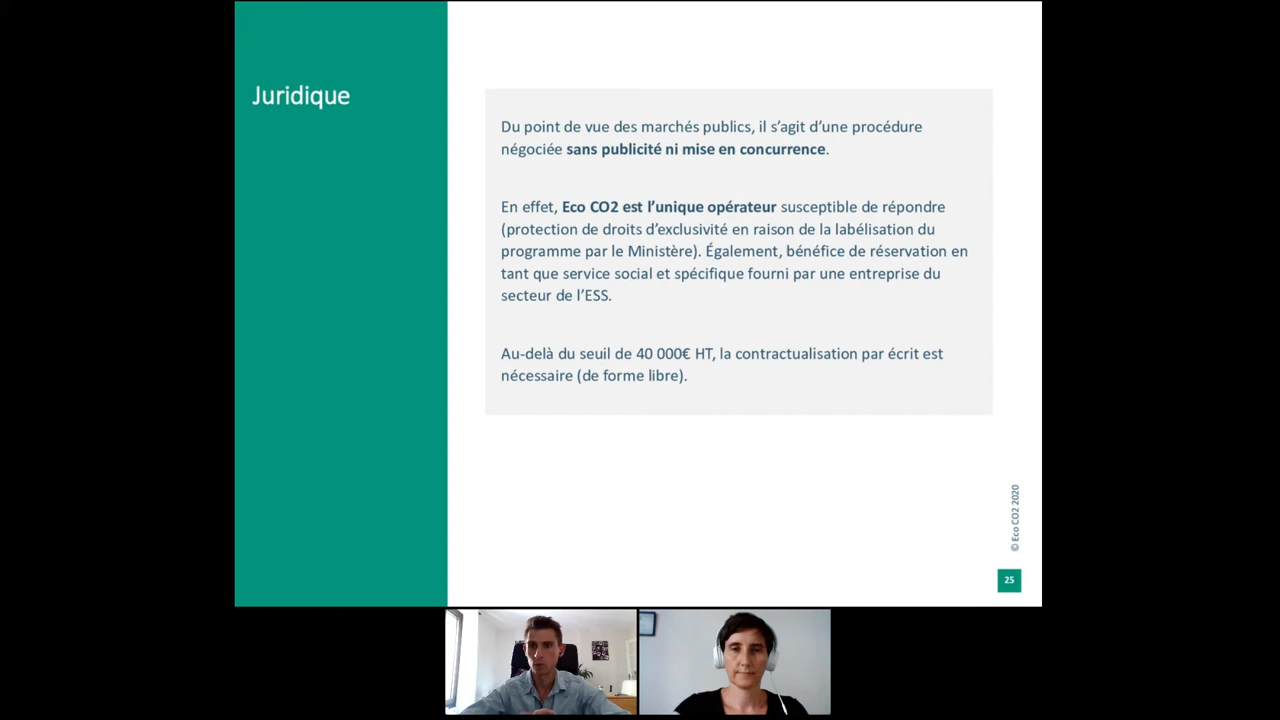 Juridique
Du point de vue des marchés publics, il s’agit d’une procédure
négociée sans publicité ni mise en concurrence.
En effet, Eco CO2 est l’unique opérateur susceptible de répondre
(protection de droits d’exclusivité en raison de la labélisation du
programme par le Ministère). Également, bénéfice de réservation en
tant que service social et spécifique fourni par une entreprise du
secteur de l’ESS.
Au-delà du seuil de 40 000€ HT, la contractualisation par écrit est
nécessaire (de forme libre).
© Eco CO2 2020
25